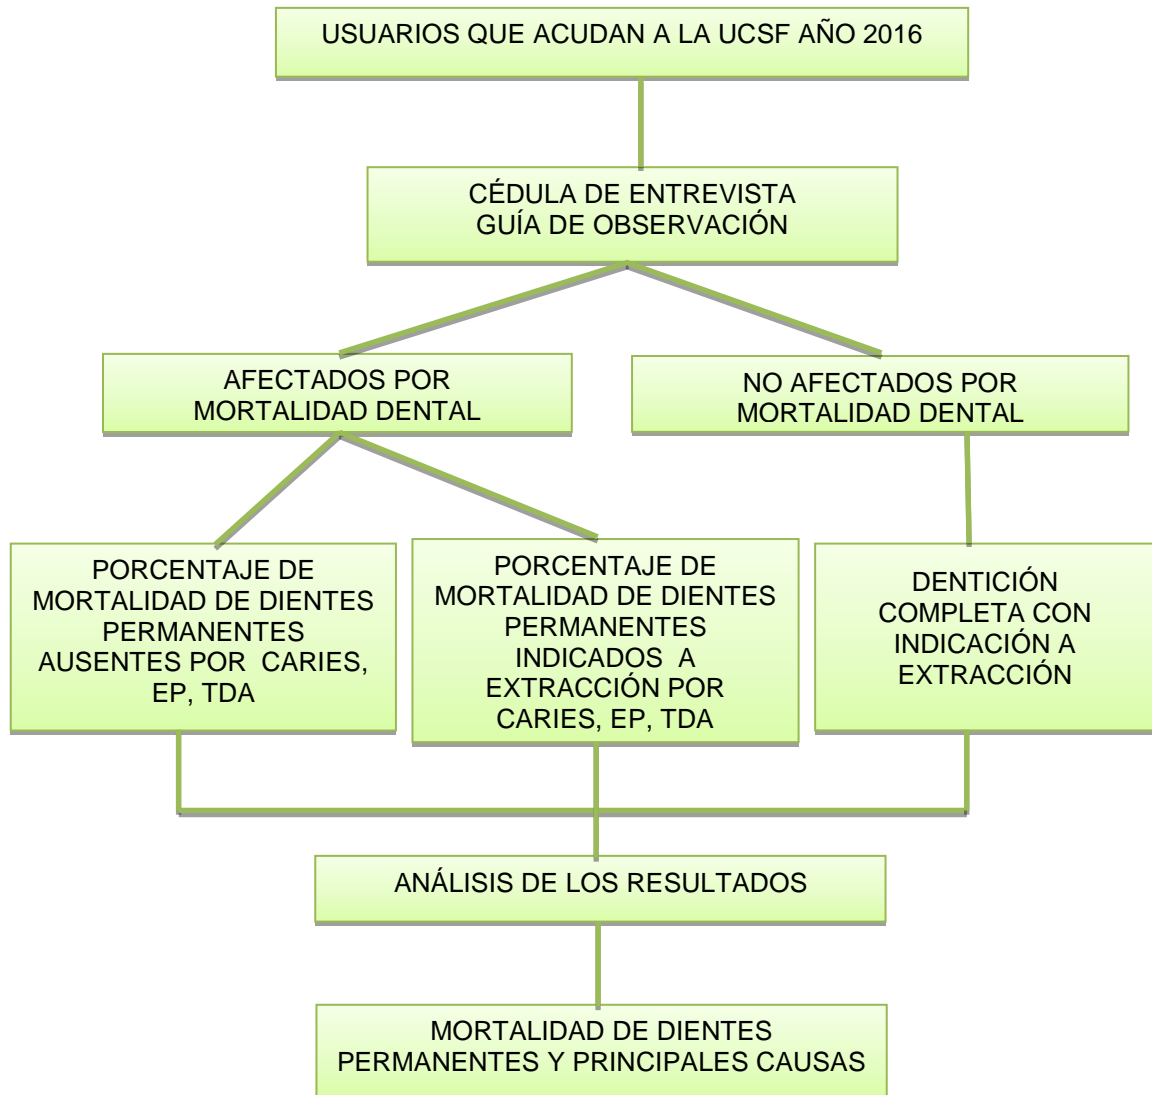 USUARIOS QUE ACUDAN A LA UCSF AÑO 2016
CÉDULA DE ENTREVISTA
GUÍA DE OBSERVACIÓN
AFECTADOS POR
MORTALIDAD DENTAL
NO AFECTADOS POR
MORTALIDAD DENTAL
PORCENTAJE DE
MORTALIDAD DE DIENTES
PERMANENTES
AUSENTES POR CARIES,
EP, TDA
PORCENTAJE DE
MORTALIDAD DE DIENTES
PERMANENTES
INDICADOS A
EXTRACCIÓN POR
CARIES, EP, TDA
DENTICIÓN
COMPLETA CON
INDICACIÓN A
EXTRACCIÓN
ANÁLISIS DE LOS RESULTADOS
MORTALIDAD DE DIENTES
PERMANENTES Y PRINCIPALES CAUSAS